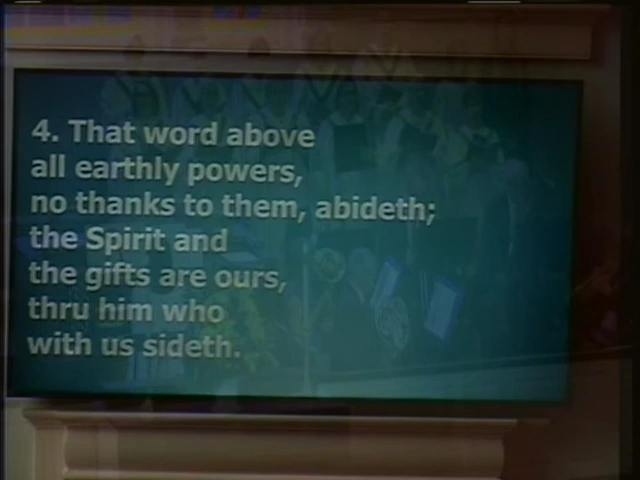 4. That word above
all earthly powers,
no thanks to them, abideth;
the Spirit and
the gifts are ours,
thru him who
with us sideth.